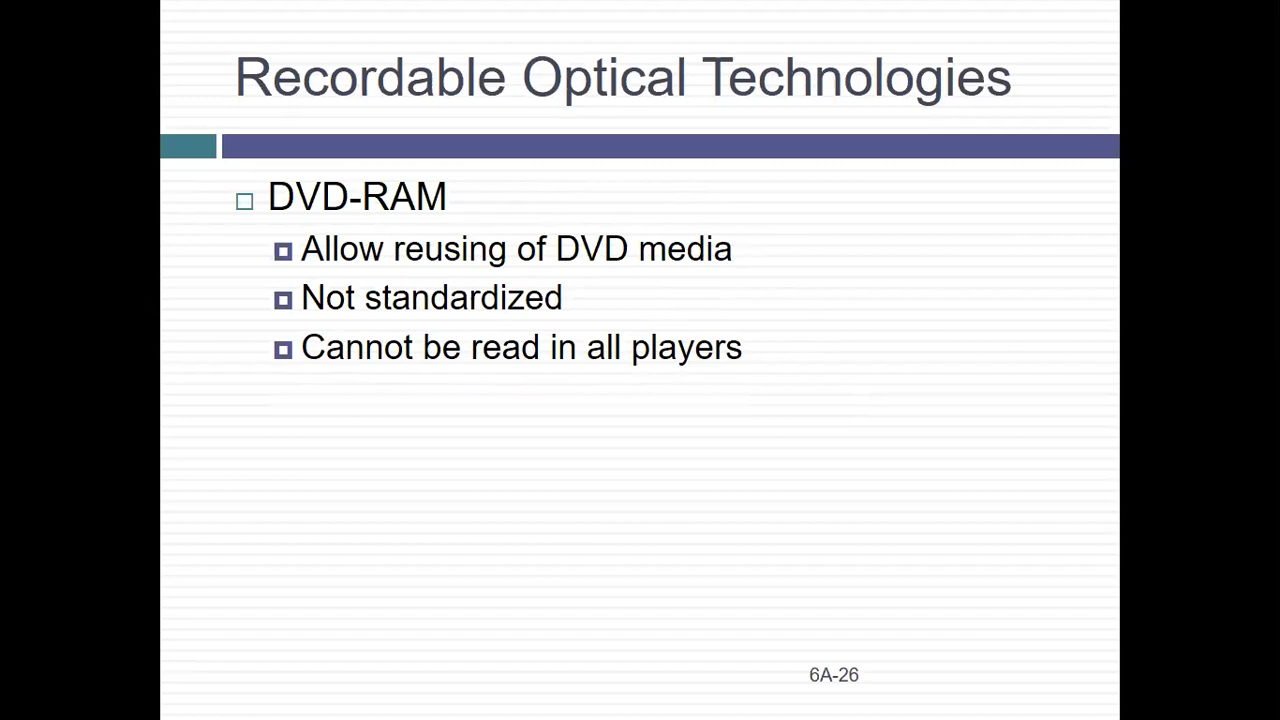 Recordable Optical Technologies
DVD-RAM
Allow reusing of DVD media
Not standardized
Cannot be read in all players
6A-26